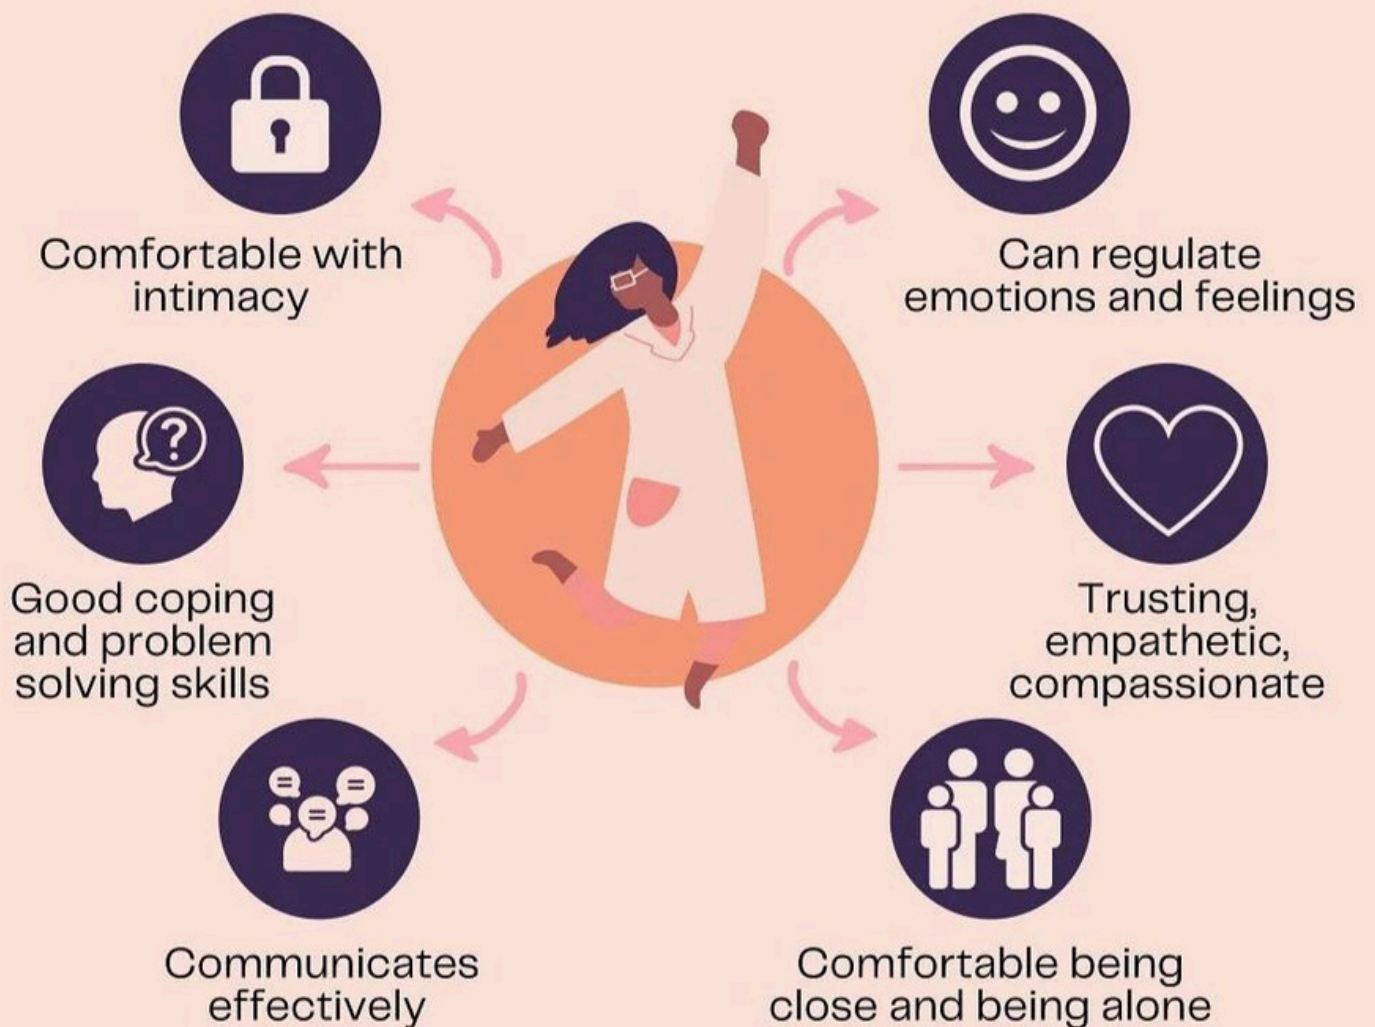 Comfortable with
intimacy
Can regulate
emotions and feelings
?
Good coping
and problem
solving skills
Trusting,
empathetic,
compassionate
Communicates
effectively
Comfortable being
close and being alone